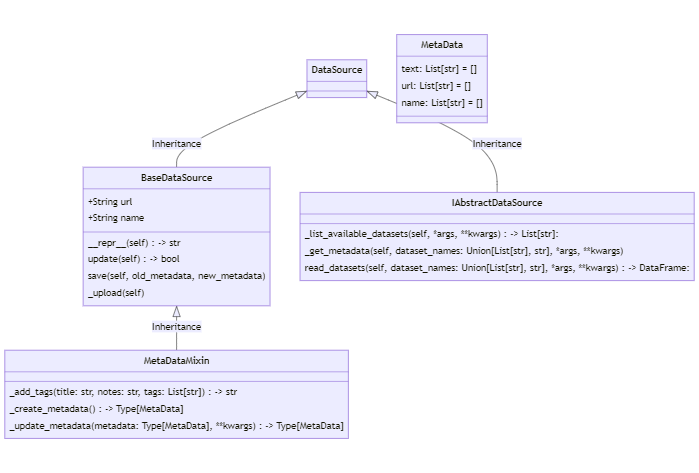 MetaData
text: List[str] = []
url: List[str] = []
name: List[str] = []
DataSource
Inheritance
Inheritance
BaseDataSource
+String url
+String name
__repr__(self) : -> str
update(self) : -> bool
save(self, old_metadata, new_metadata)
_upload(self)
IAbstractDataSource
_list_available_datasets(self, *args, **kwargs) : -> List[str]:
_get_metadata(self, dataset_names: Union[List[str], str], *args, **kwargs)
read_datasets(self, dataset_names: Union[List[str], str], *args, **kwargs) : -> DataFrame:
Inheritance
MetaDataMixin
_add_tags(title: str, notes: str, tags: List[str]) : -> str
_create_metadata() : -> Type[MetaData]
_update_metadata(metadata: Type[MetaData], **kwargs) : -> Type[MetaData]